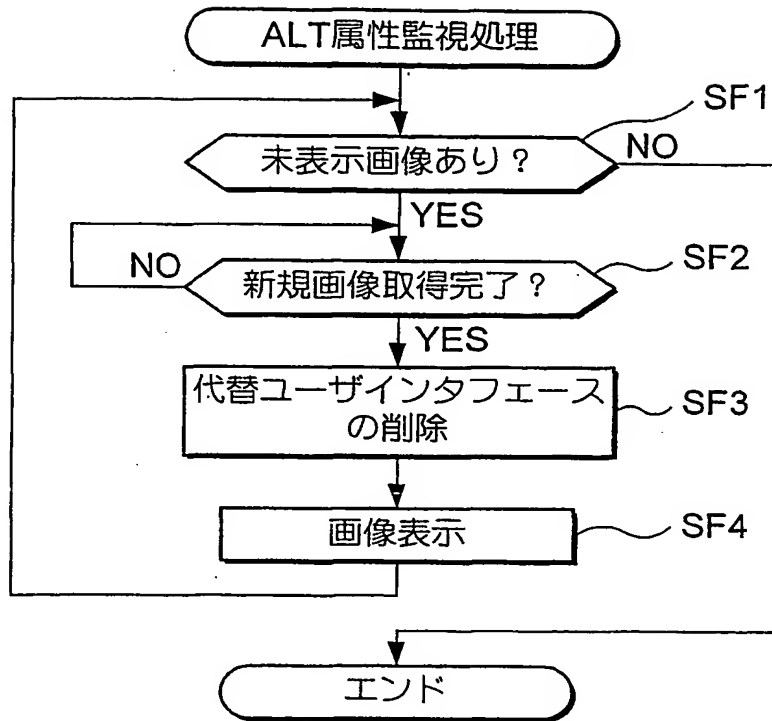 ALT属性監視処理
SF1
未表示画像あり？
NO
YES
SF2
NO
新規画像取得完了？
YES
代替ユーザインタフェース
の削除
SF3
画像表示
SF4
エンド